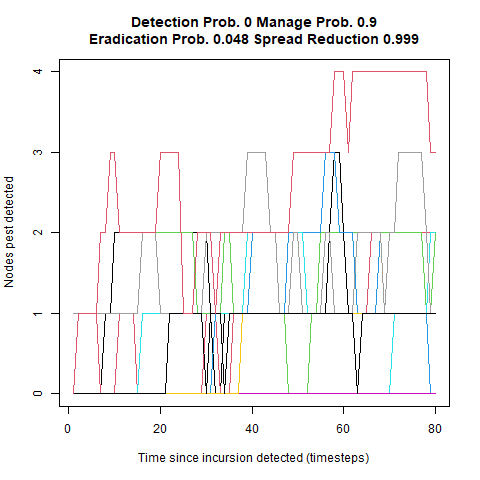 Detection Prob. 0 Manage Prob. 0.9
Eradication Prob. 0.048 Spread Reduction 0.999
Nodes pest detected
4
3
2
1
0
0 20 40 60 80
Time since incursion detected (timesteps)